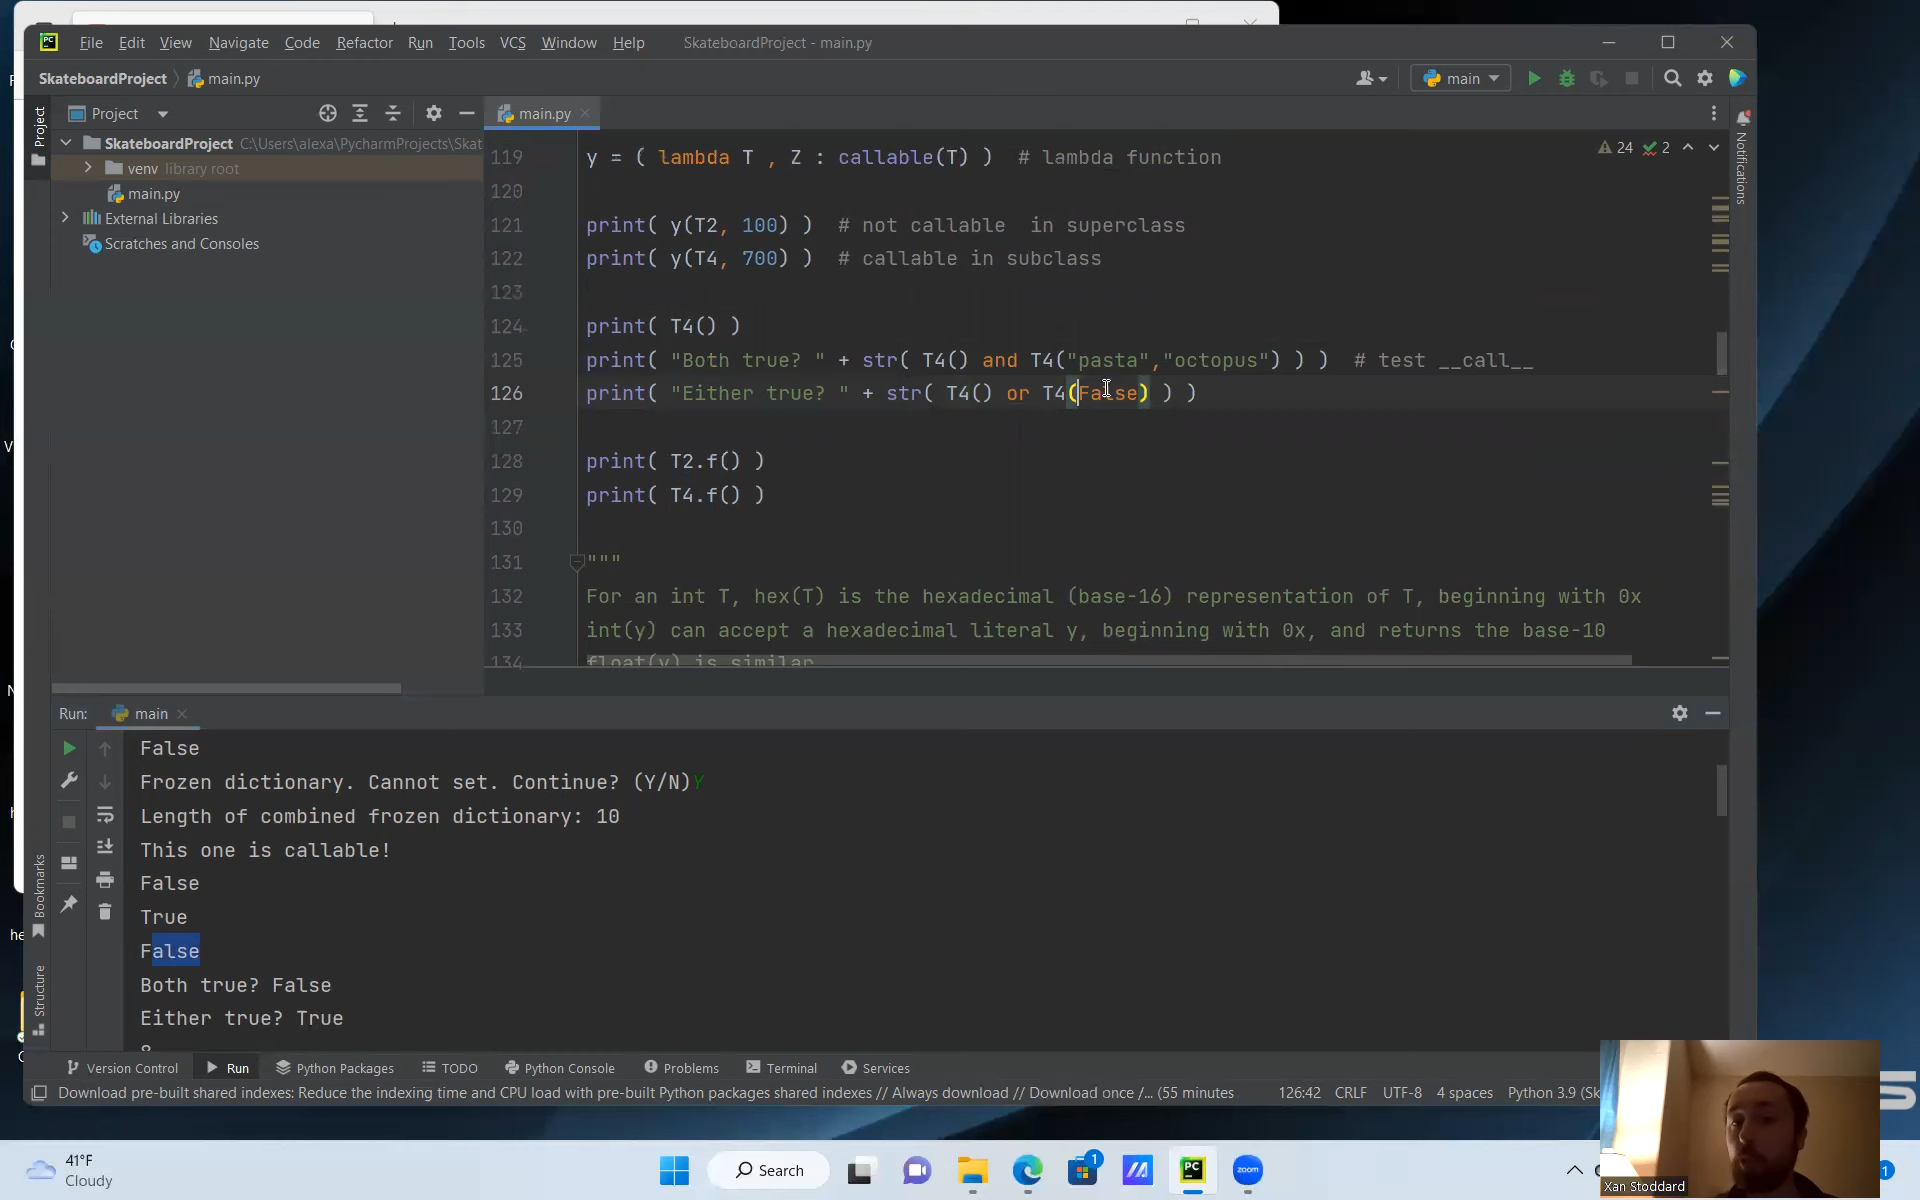 File Edit View Navigate Code Refactor Run Tools VCS Window Help SkateboardProject - main.py
SkateboardProject main.py main
Project main.py
SkateboardProject C:\Users\alexa\PycharmProjects\Skat
venv library root
main.py
External Libraries
Scratches and Consoles
Project
Bookmarks
Structure
Notifications
24 2
119 y = ( lambda T , Z : callable(T) ) # lambda function
120
121 print( y(T2, 100) ) # not callable in superclass
122 print( y(T4, 700) ) # callable in subclass
123
124 print( T4() )
125 print( "Both true? " + str( T4() and T4("pasta","octopus") ) ) # test __call__
126 print( "Either true? " + str( T4() or T4(False) ) )
127
128 print( T2.f() )
129 print( T4.f() )
130
131 """
132 For an int T, hex(T) is the hexadecimal (base-16) representation of T, beginning with 0x
133 int(y) can accept a hexadecimal literal y, beginning with 0x, and returns the base-10
134 float(y) is similar
Run: main
False
Frozen dictionary. Cannot set. Continue? (Y/N)Y
Length of combined frozen dictionary: 10
This one is callable!
False
True
False
Both true? False
Either true? True
Version Control Run Python Packages TODO Python Console Problems Terminal Services
Download pre-built shared indexes: Reduce the indexing time and CPU load with pre-built Python packages shared indexes // Always download // Download once /... (55 minutes 126:42 CRLF UTF-8 4 spaces Python 3.9 (Sk
Xan Stoddard
41°F
Cloudy
Search
1
PC
zoom
1